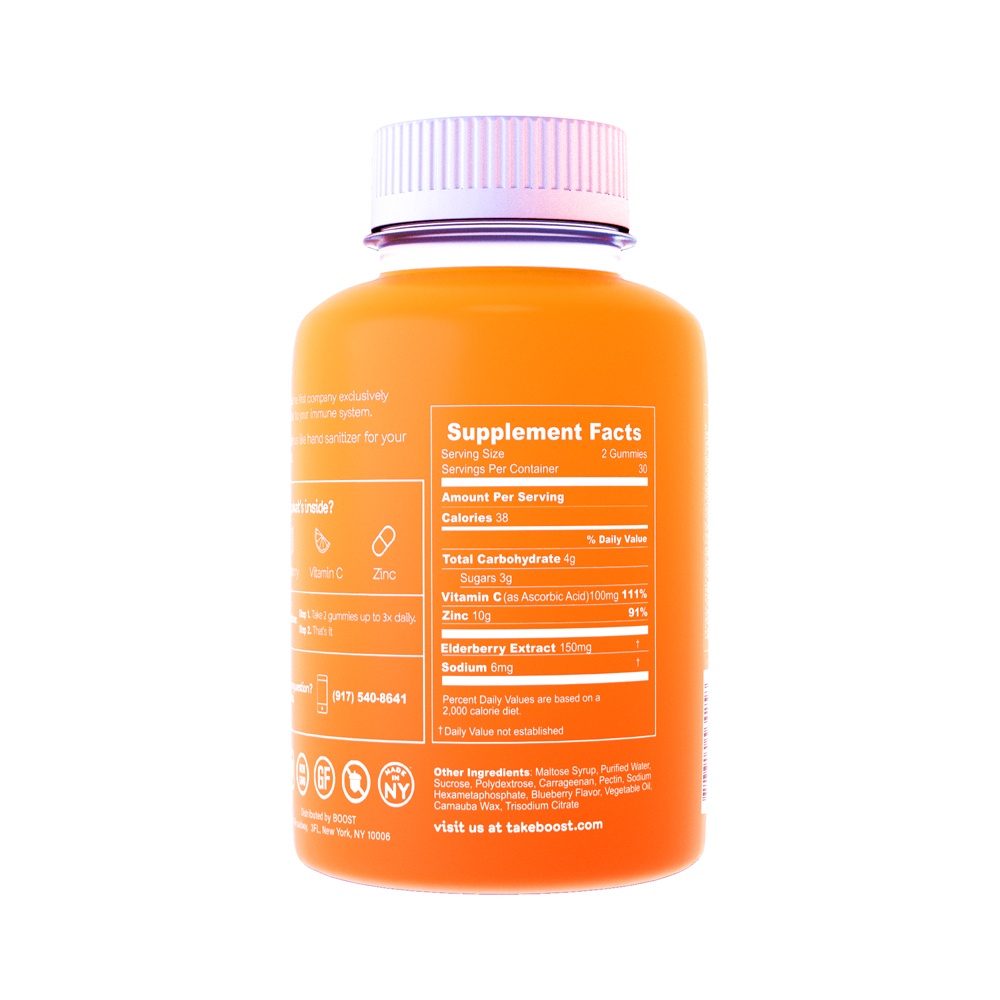 first company exclusively
your immune system.
like hand sanitizer for your
what's inside?
Vitamin C
Zinc
Step 1. Take 2 gummies up to 3x daily.
Step 2. That's it
question?
(917) 540-8641
GF
MADE IN NY
Distributed by BOOST
3FL, New York, NY 10006
Supplement Facts
Serving Size 2 Gummies
Servings Per Container 30
Amount Per Serving
Calories 38
% Daily Value
Total Carbohydrate 4g
Sugars 3g
Vitamin C (as Ascorbic Acid) 100mg 111%
Zinc 10g 91%
Elderberry Extract 150mg †
Sodium 6mg †
Percent Daily Values are based on a
2,000 calorie diet.
† Daily Value not established
Other Ingredients: Maltose Syrup, Purified Water,
Sucrose, Polydextrose, Carrageenan, Pectin, Sodium
Hexametaphosphate, Blueberry Flavor, Vegetable Oil,
Carnauba Wax, Trisodium Citrate
visit us at takeboost.com